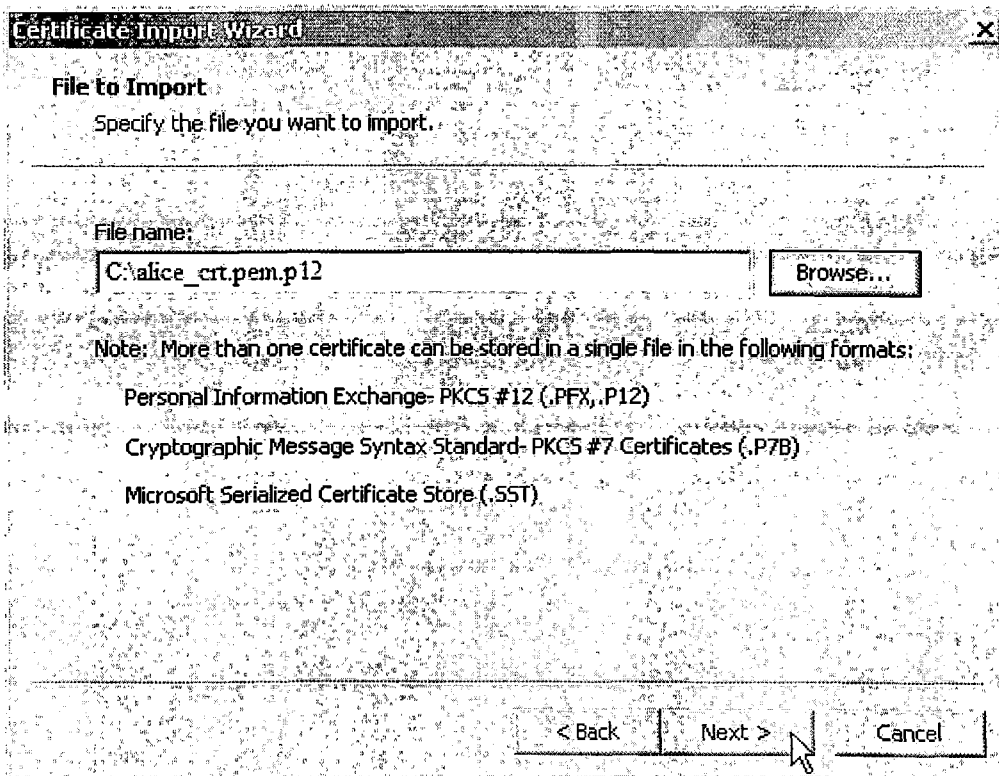 Certificate Import Wizard
File to Import
Specify the file you want to import.
File name:
C:\alice_crt.pem.p12
Browse...
Note: More than one certificate can be stored in a single file in the following formats:
Personal Information Exchange- PKCS #12 (.PFX,.P12)
Cryptographic Message Syntax Standard- PKCS #7 Certificates (.P7B)
Microsoft Serialized Certificate Store (.SST)
< Back
Next >
Cancel